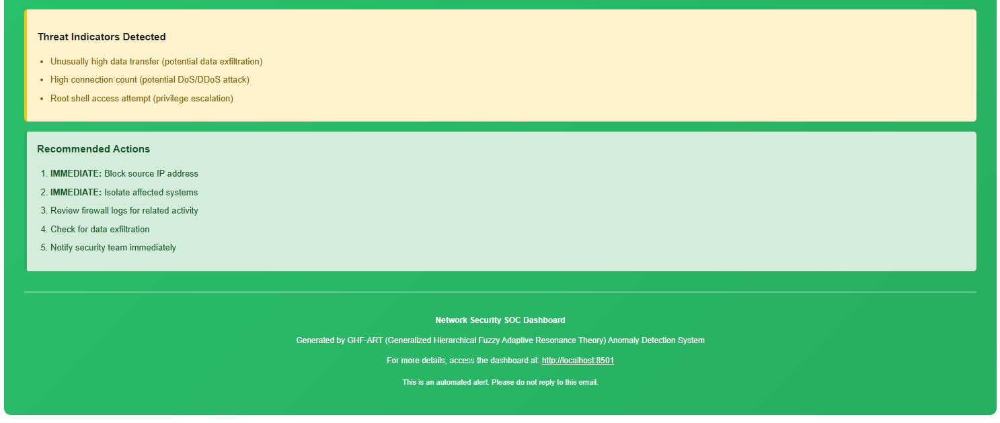 Threat Indicators Detected
• Unusually high data transfer (potential data exfiltration)
• High connection count (potential DoS/DDoS attack)
• Root shell access attempt (privilege escalation)
Recommended Actions
1. IMMEDIATE: Block source IP address
2. IMMEDIATE: Isolate affected systems
3. Review firewall logs for related activity
4. Check for data exfiltration
5. Notify security team immediately
Network Security SOC Dashboard
Generated by GHF-ART (Generalized Hierarchical Fuzzy Adaptive Resonance Theory) Anomaly Detection System
For more details, access the dashboard at: http://localhost:8501
This is an automated alert. Please do not reply to this email.